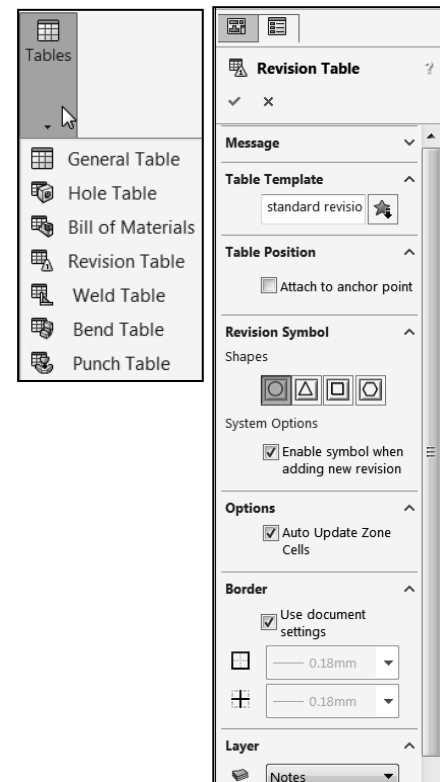 Tables
General Table
Hole Table
Bill of Materials
Revision Table
Weld Table
Bend Table
Punch Table
Revision Table
?
Message
Table Template
standard revisio
Table Position
Attach to anchor point
Revision Symbol
Shapes
System Options
Enable symbol when
adding new revision
Options
Auto Update Zone
Cells
Border
Use document
settings
0.18mm
0.18mm
Layer
Notes